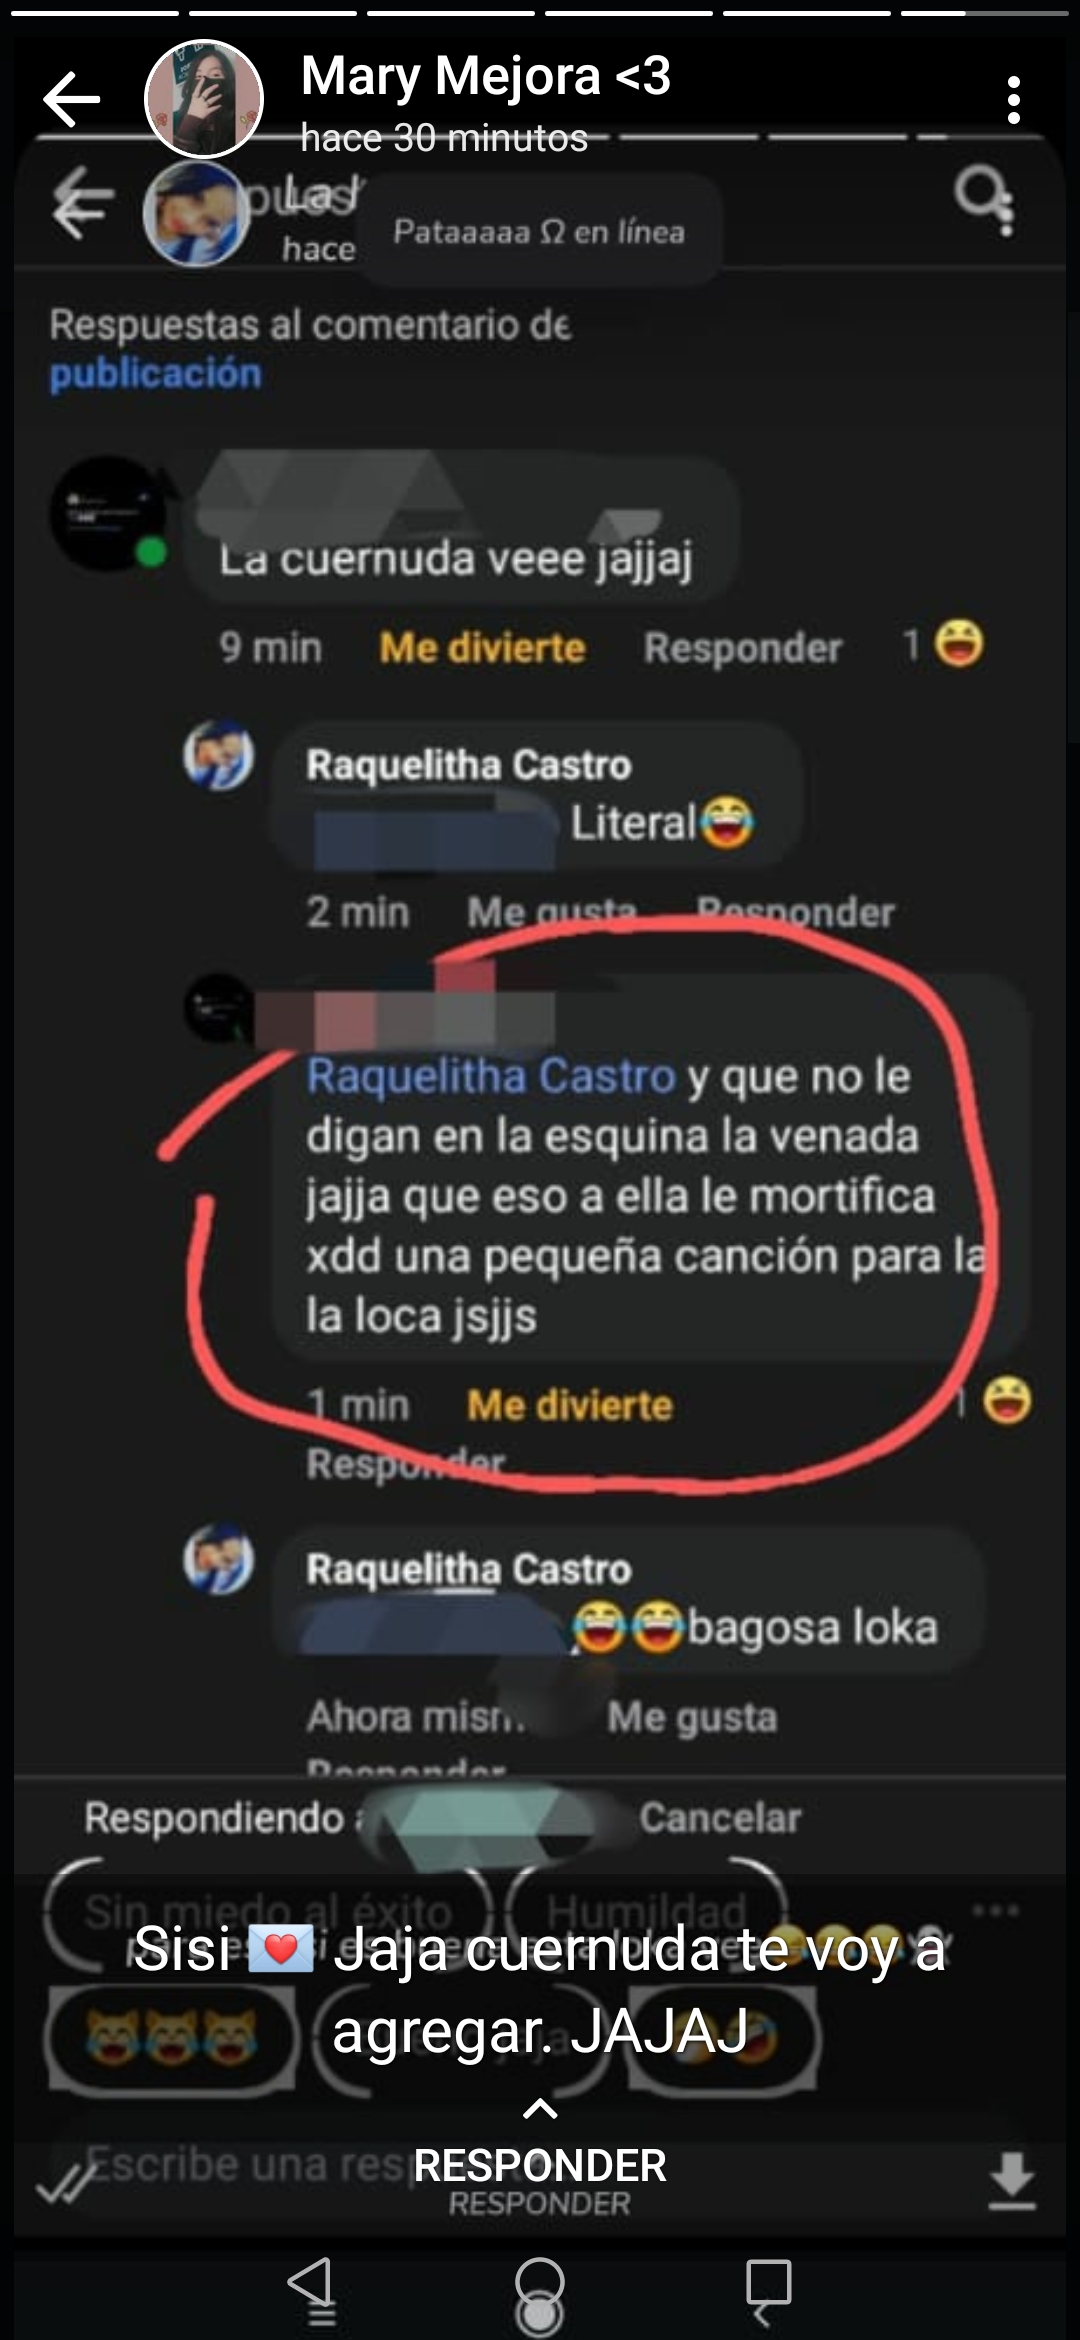 Mary Mejora <3
hace 30 minutos
La
hace
Pataaaaa Ω en línea
Respuestas al comentario de
publicación
La cuernuda veee jajjaj
9 min Me divierte Responder 1 😆
Raquelitha Castro
Literal😂
2 min Me gusta Responder
Raquelitha Castro y que no le
digan en la esquina la venada
jajja que eso a ella le mortifica
xdd una pequeña canción para la
la loca jsjjs
1 min Me divierte 1 😆
Responder
Raquelitha Castro
😂😂bagosa loka
Ahora Me gusta
Responder
Respondiendo Cancelar
Sin miedo al éxito Humildad
Sisi 💌 Jaja cuernuda te voy a
agregar. JAJAJ
😹😹😹
Escribe una
RESPONDER
RESPONDER